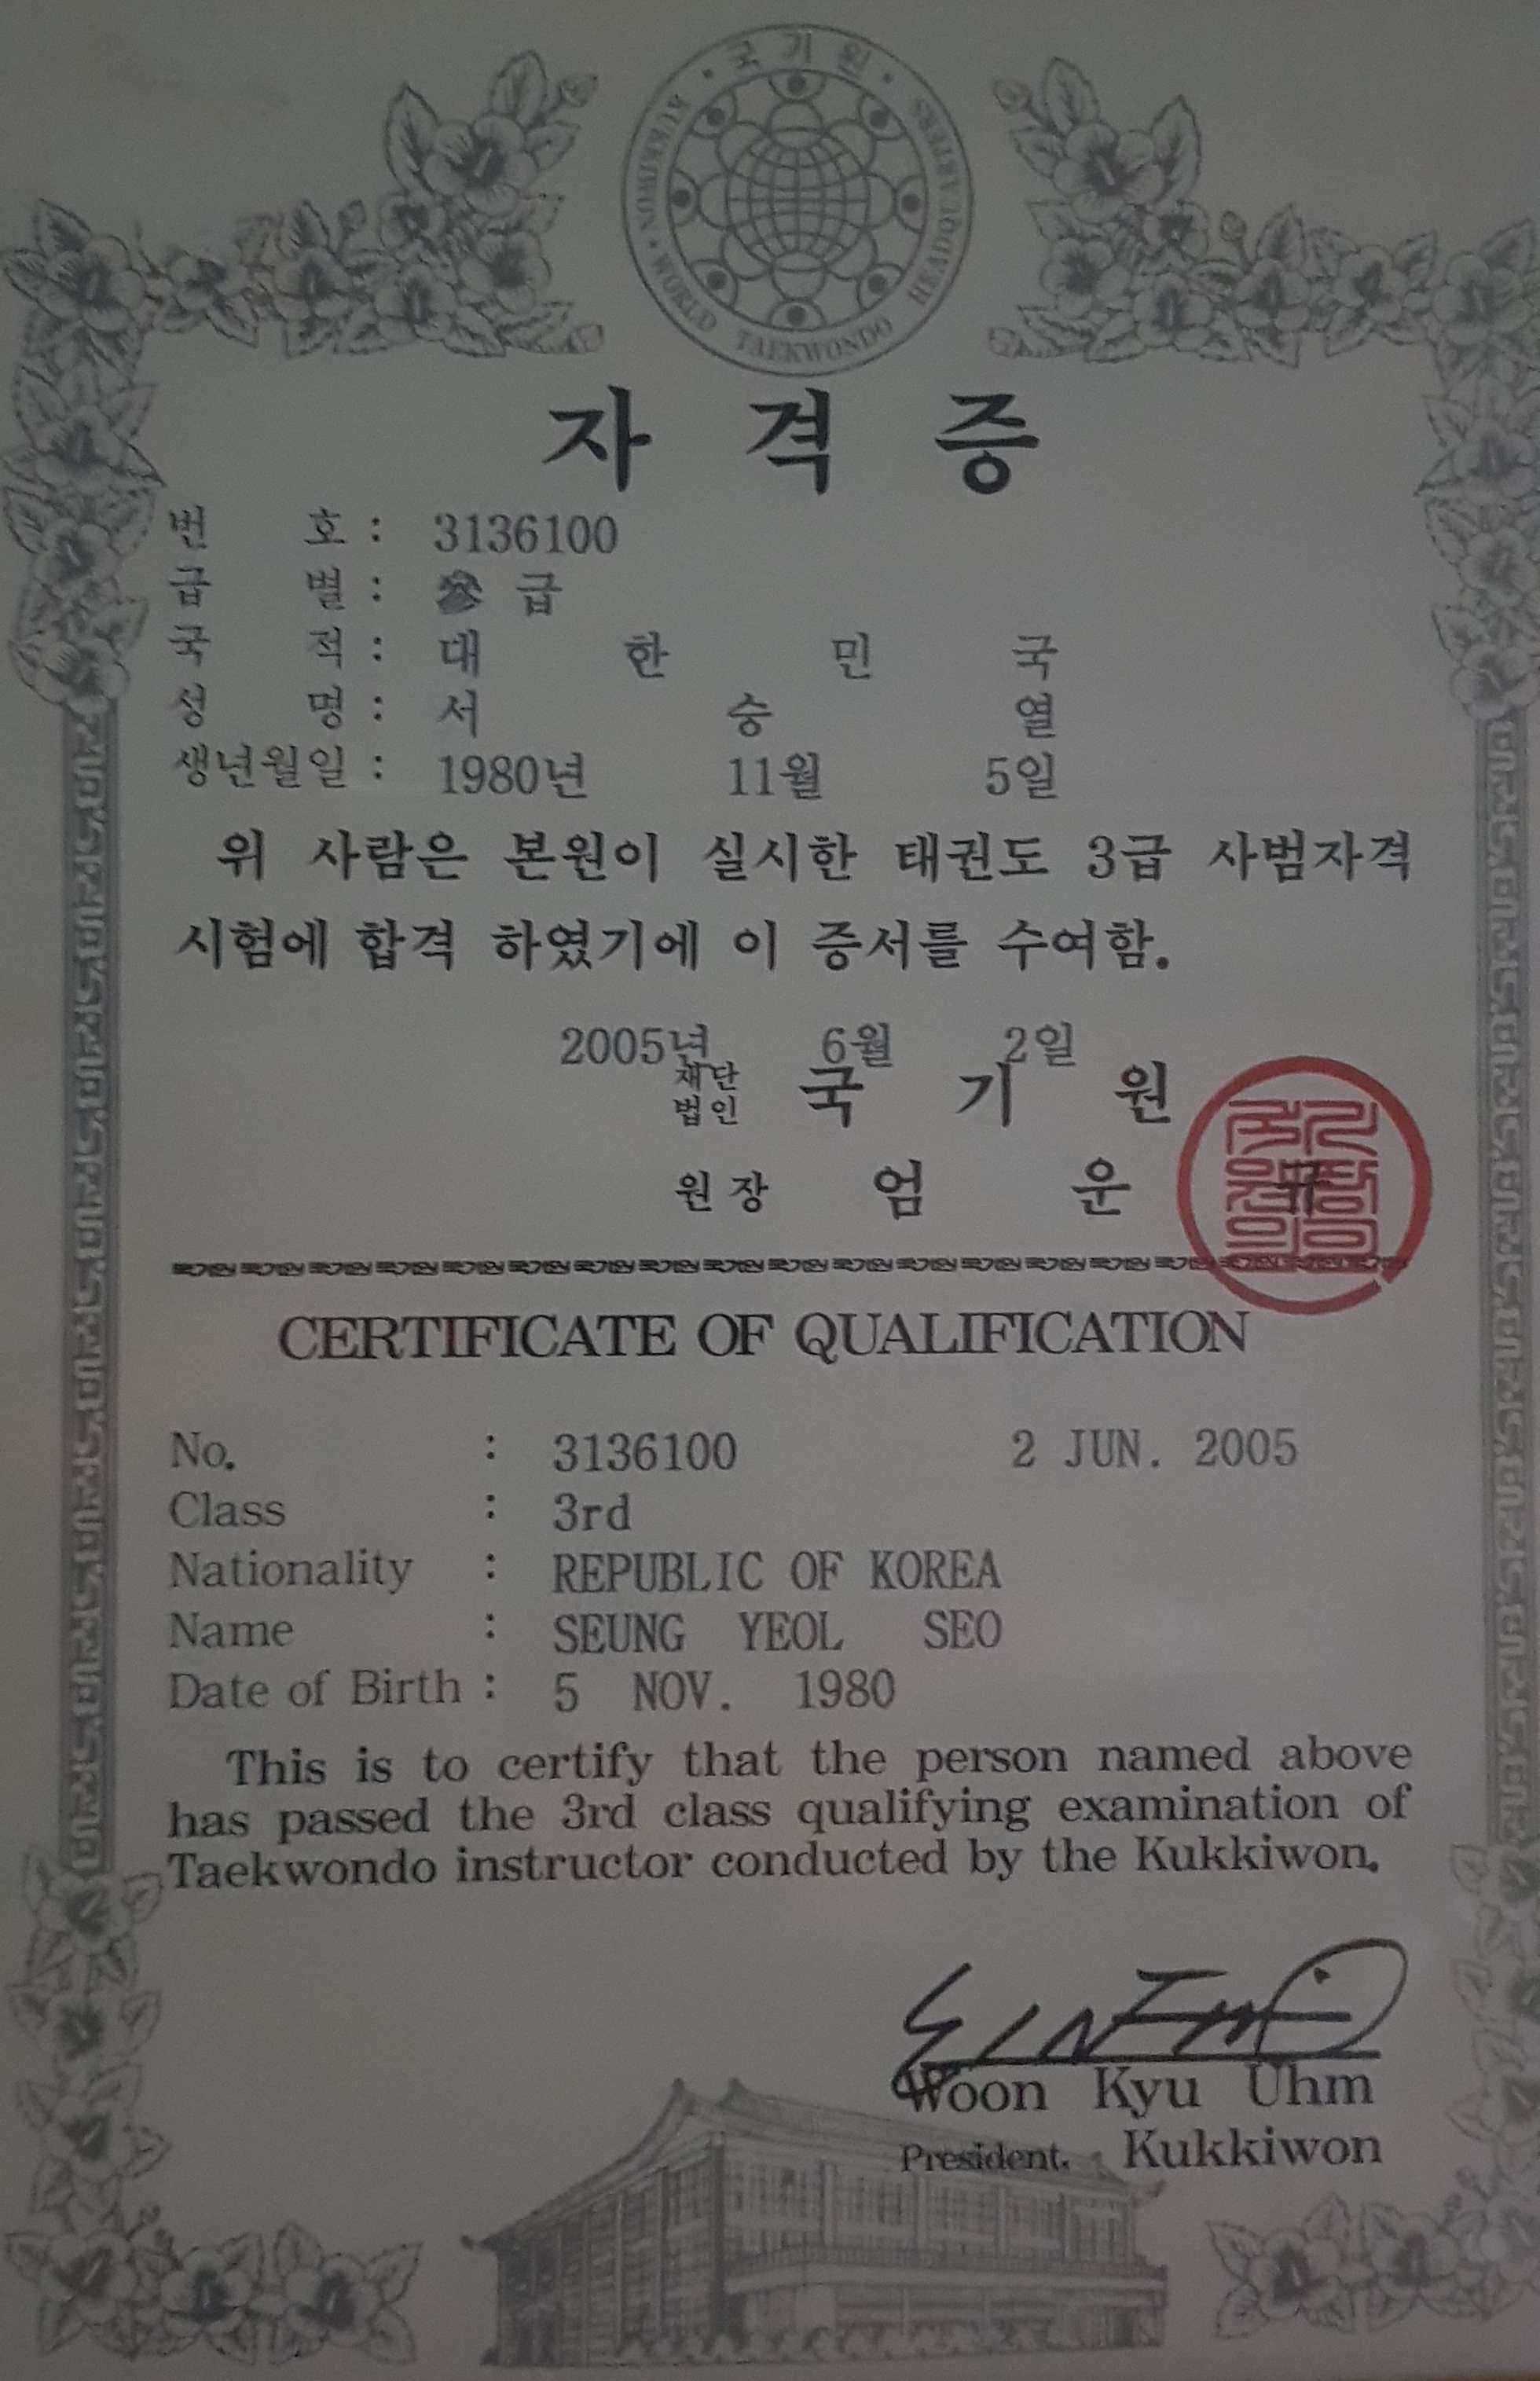 국기원
KUKKIWON • WORLD TAEKWONDO HEADQUARTERS
자격증
번호 : 3136100
급별 : 參급
국적 : 대한민국
성명 : 서승열
생년월일 : 1980년 11월 5일
위 사람은 본원이 실시한 태권도 3급 사범자격
시험에 합격 하였기에 이 증서를 수여함.
2005년 6월 2일
재단법인 국기원
원장 엄운규
CERTIFICATE OF QUALIFICATION
No. : 3136100 2 JUN. 2005
Class : 3rd
Nationality : REPUBLIC OF KOREA
Name : SEUNG YEOL SEO
Date of Birth : 5 NOV. 1980
This is to certify that the person named above
has passed the 3rd class qualifying examination of
Taekwondo instructor conducted by the Kukkiwon.
Woon Kyu Uhm
President. Kukkiwon